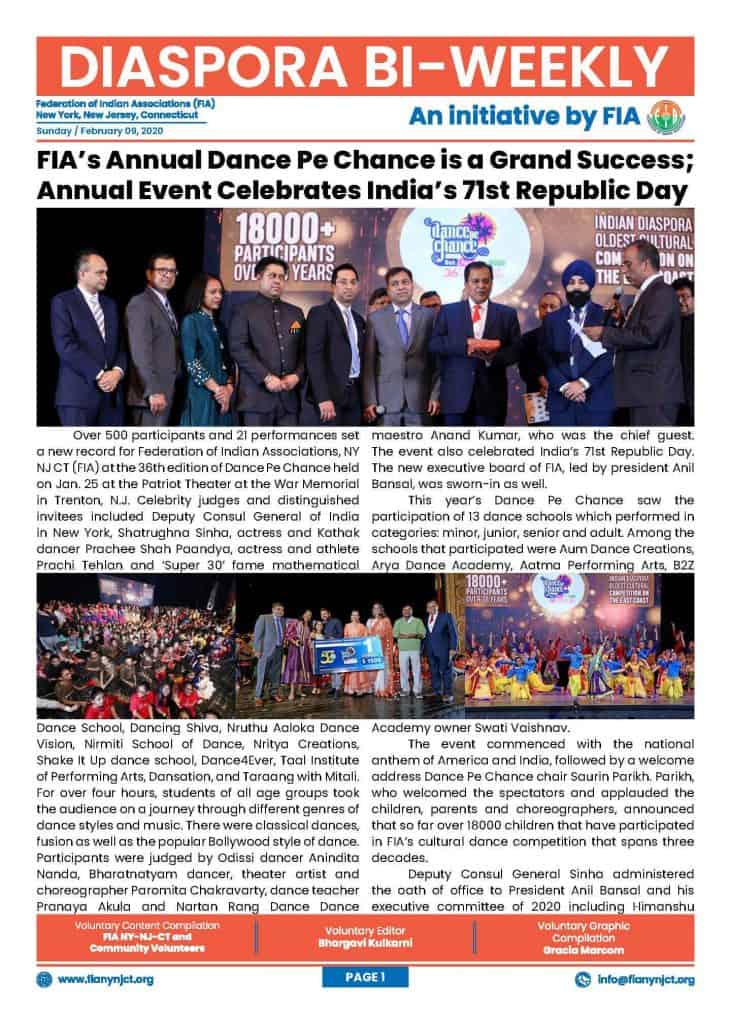 DIASPORA BI-WEEKLY
Federation of Indian Associations (FIA)
New York, New Jersey, Connecticut
Sunday / February 09, 2020
An initiative by FIA
FIA's Annual Dance Pe Chance is a Grand Success;
Annual Event Celebrates India's 71st Republic Day
18000+
PARTICIPANTS
OVER YEARS
dance pe chance
36
INDIAN DIASPORA
OLDEST CULTURAL
COMPETITION ON
THE EAST COAST
Over 500 participants and 21 performances set
a new record for Federation of Indian Associations, NY
NJ CT (FIA) at the 36th edition of Dance Pe Chance held
on Jan. 25 at the Patriot Theater at the War Memorial
in Trenton, N.J. Celebrity judges and distinguished
invitees included Deputy Consul General of India
in New York, Shatrughna Sinha, actress and Kathak
dancer Prachee Shah Paandya, actress and athlete
Prachi Tehlan and 'Super 30' fame mathematical
maestro Anand Kumar, who was the chief guest.
The event also celebrated India's 71st Republic Day.
The new executive board of FIA, led by president Anil
Bansal, was sworn-in as well.
This year's Dance Pe Chance saw the
participation of 13 dance schools which performed in
categories: minor, junior, senior and adult. Among the
schools that participated were Aum Dance Creations,
Arya Dance Academy, Aatma Performing Arts, B2Z
1
18000+
PARTICIPANTS
INDIAN DIASPORA
OLDEST CULTURAL
COMPETITION ON
THE EAST COAST
dance pe chance
Dance School, Dancing Shiva, Nruthu Aaloka Dance
Vision, Nirmiti School of Dance, Nritya Creations,
Shake It Up dance school, Dance4Ever, Taal Institute
of Performing Arts, Dansation, and Taraang with Mitali.
For over four hours, students of all age groups took
the audience on a journey through different genres of
dance styles and music. There were classical dances,
fusion as well as the popular Bollywood style of dance.
Participants were judged by Odissi dancer Anindita
Nanda, Bharatnatyam dancer, theater artist and
choreographer Paromita Chakravarty, dance teacher
Pranaya Akula and Nartan Rang Dance Dance
Academy owner Swati Vaishnav.
The event commenced with the national
anthem of America and India, followed by a welcome
address Dance Pe Chance chair Saurin Parikh. Parikh,
who welcomed the spectators and applauded the
children, parents and choreographers, announced
that so far over 18000 children that have participated
in FIA's cultural dance competition that spans three
decades.
Deputy Consul General Sinha administered
the oath of office to President Anil Bansal and his
executive committee of 2020 including Himanshu
Voluntary Content Compilation
FIA NY-NJ-CT and
Community Volunteers
Voluntary Editor
Bhargavi Kulkarni
Voluntary Graphic
Compilation
Gracia Marcom
www.fianynjct.org
PAGE 1
info@fianynjct.org